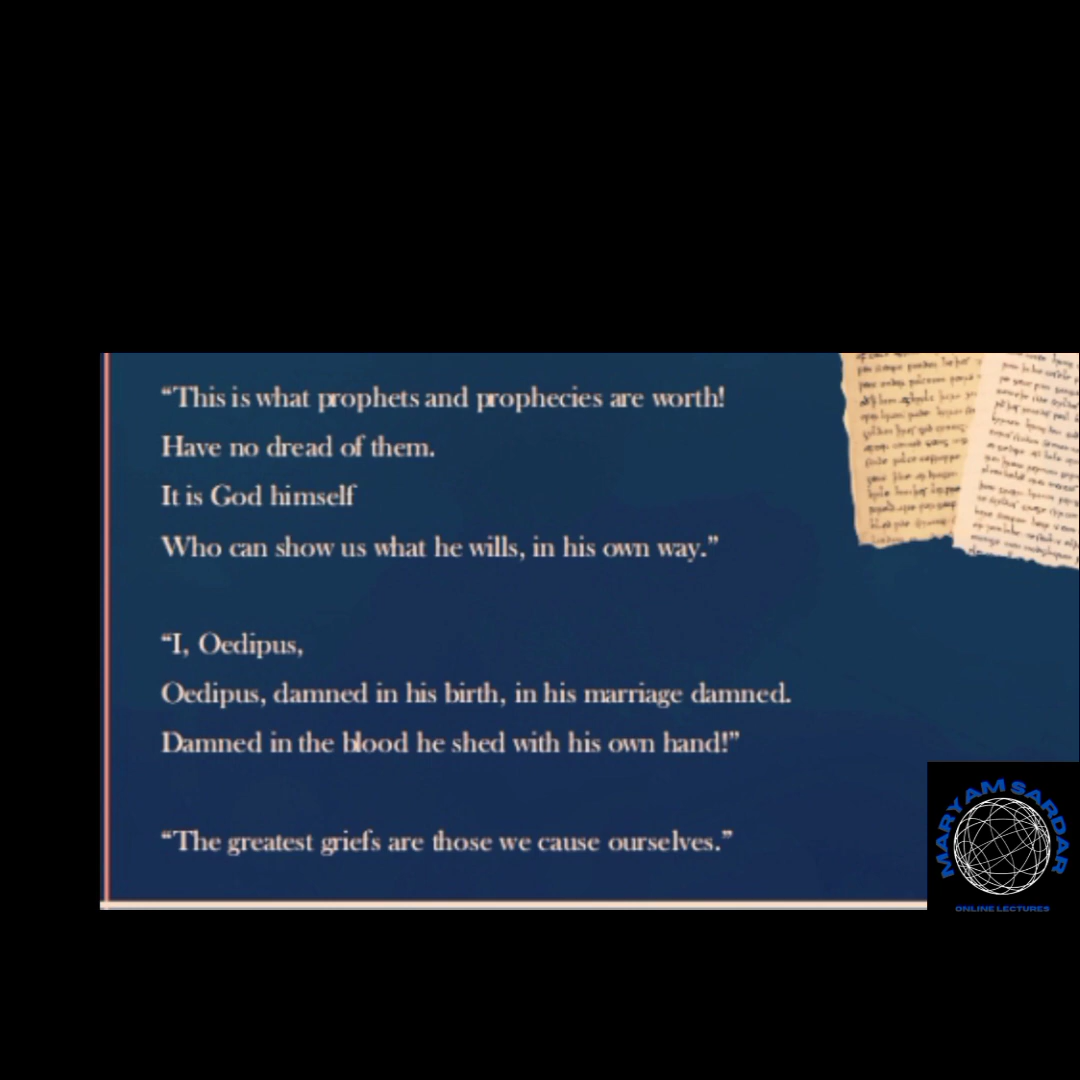 “This is what prophets and prophecies are worth!
Have no dread of them.
It is God himself
Who can show us what he wills, in his own way.”
“I, Oedipus,
Oedipus, damned in his birth, in his marriage damned.
Damned in the blood he shed with his own hand!”
“The greatest griefs are those we cause ourselves.”
MARYAM SARDAR
ONLINE LECTURES